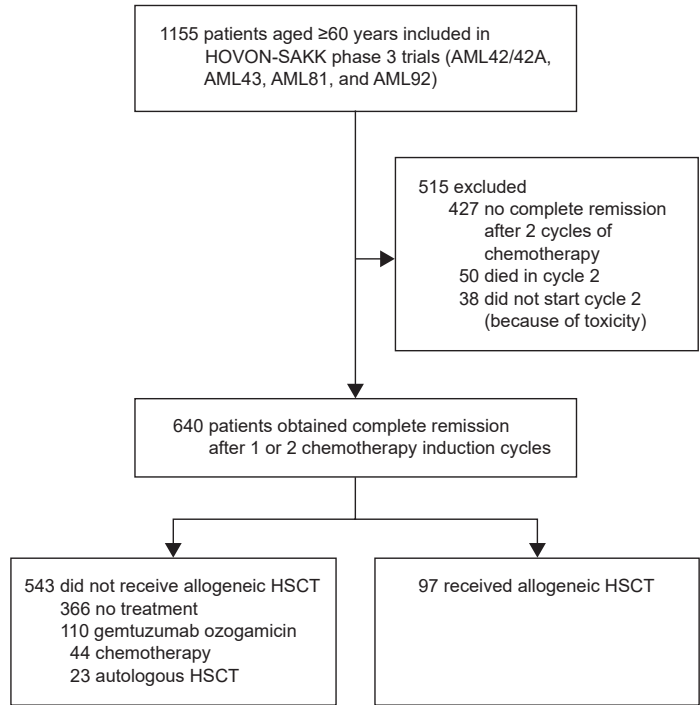 1155 patients aged ≥60 years included in
HOVON-SAKK phase 3 trials (AML42/42A,
AML43, AML81, and AML92)
515 excluded
427 no complete remission
after 2 cycles of
chemotherapy
50 died in cycle 2
38 did not start cycle 2
(because of toxicity)
640 patients obtained complete remission
after 1 or 2 chemotherapy induction cycles
543 did not receive allogeneic HSCT
366 no treatment
110 gemtuzumab ozogamicin
44 chemotherapy
23 autologous HSCT
97 received allogeneic HSCT